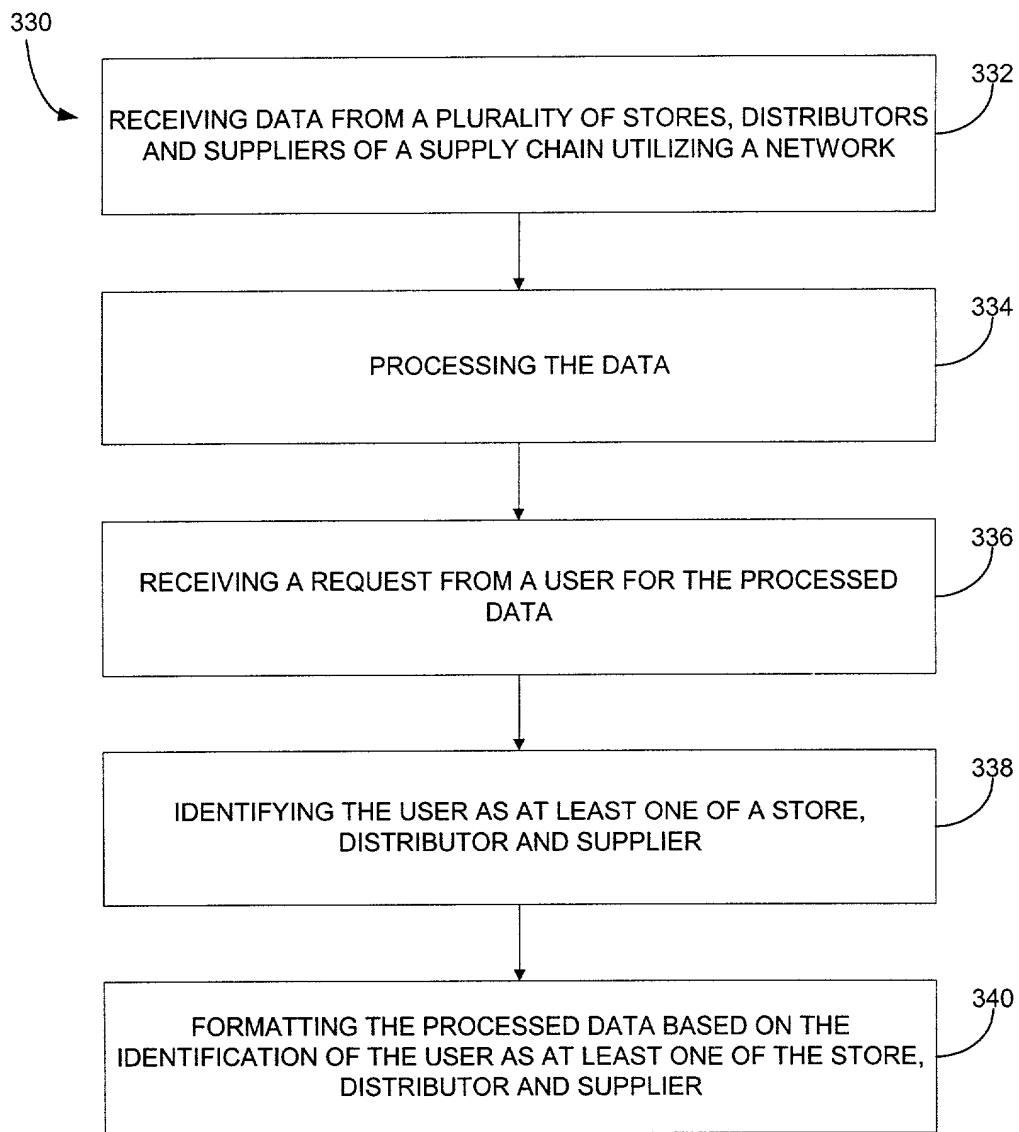 330
332
RECEIVING DATA FROM A PLURALITY OF STORES, DISTRIBUTORS
AND SUPPLIERS OF A SUPPLY CHAIN UTILIZING A NETWORK
334
PROCESSING THE DATA
336
RECEIVING A REQUEST FROM A USER FOR THE PROCESSED
DATA
338
IDENTIFYING THE USER AS AT LEAST ONE OF A STORE,
DISTRIBUTOR AND SUPPLIER
340
FORMATTING THE PROCESSED DATA BASED ON THE
IDENTIFICATION OF THE USER AS AT LEAST ONE OF THE STORE,
DISTRIBUTOR AND SUPPLIER